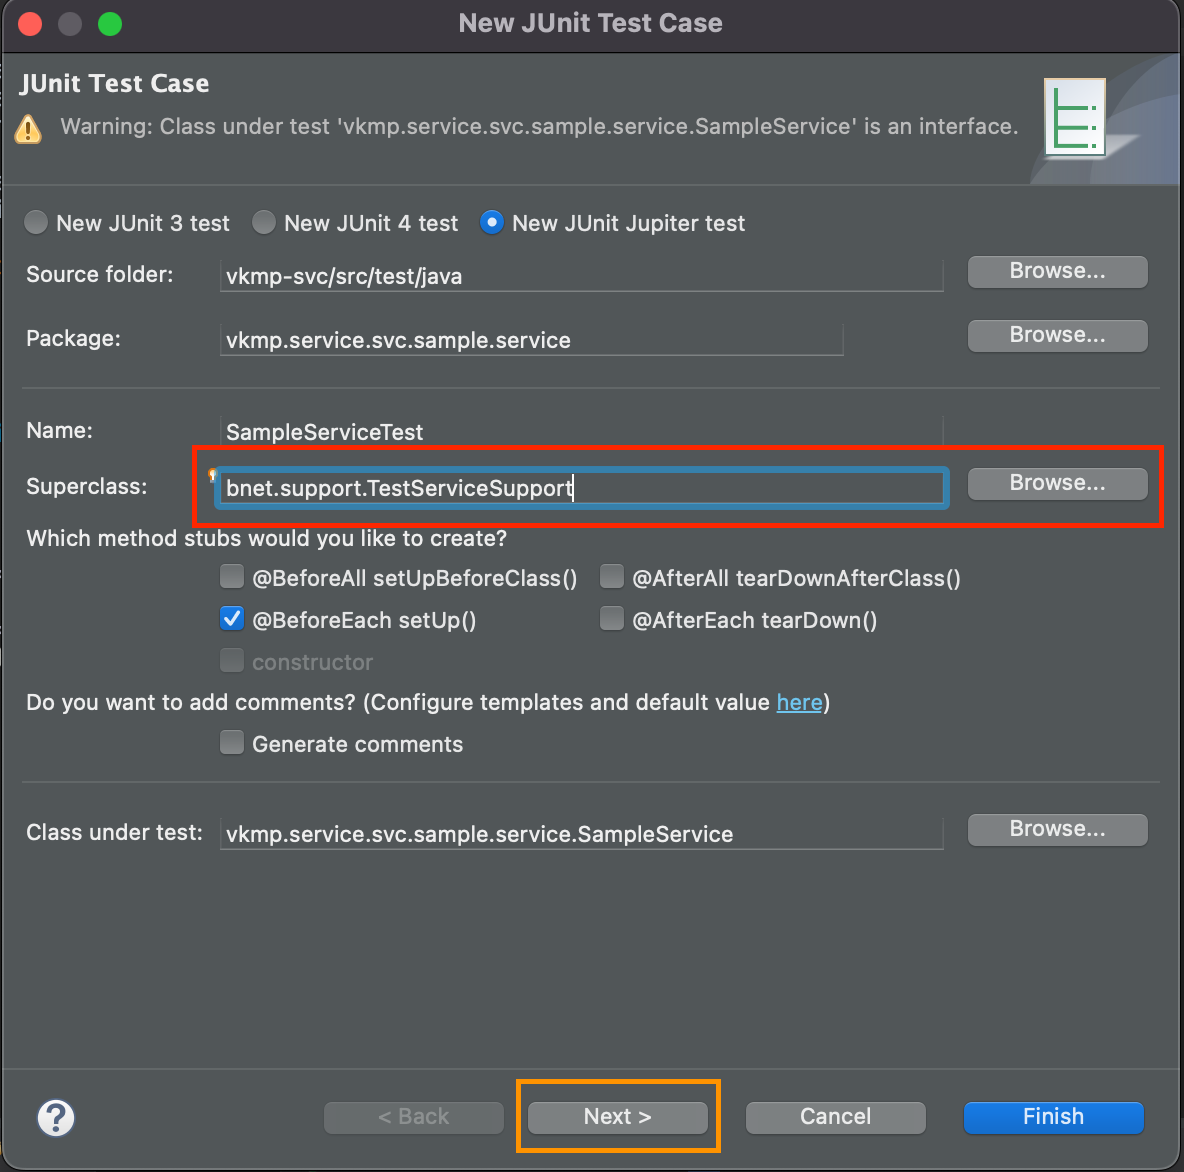 New JUnit Test Case
JUnit Test Case
Warning: Class under test 'vkmp.service.svc.sample.service.SampleService' is an interface.
New JUnit 3 test New JUnit 4 test New JUnit Jupiter test
Source folder: vkmp-svc/src/test/java Browse...
Package: vkmp.service.svc.sample.service Browse...
Name: SampleServiceTest
Superclass: bnet.support.TestServiceSupport Browse...
Which method stubs would you like to create?
@BeforeAll setUpBeforeClass() @AfterAll tearDownAfterClass()
@BeforeEach setUp() @AfterEach tearDown()
constructor
Do you want to add comments? (Configure templates and default value here)
Generate comments
Class under test: vkmp.service.svc.sample.service.SampleService Browse...
? < Back Next > Cancel Finish